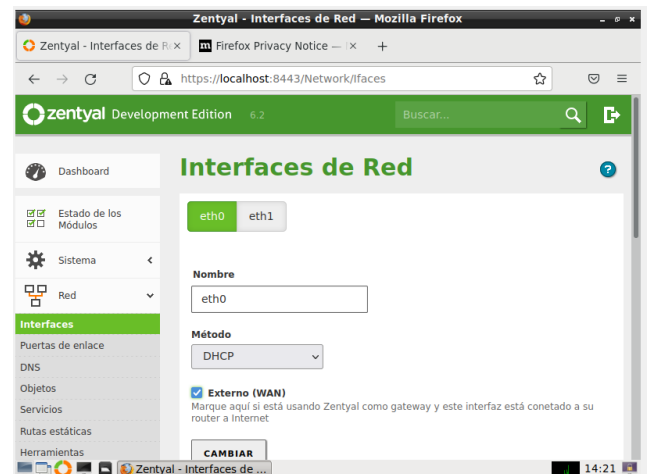 Zentyal - Interfaces de Red — Mozilla Firefox
Zentyal - Interfaces de R
Firefox Privacy Notice —
https://localhost:8443/Network/Ifaces
zentyal Development Edition 6.2
Buscar...
Dashboard
Estado de los
Módulos
Sistema
Red
Interfaces
Puertas de enlace
DNS
Objetos
Servicios
Rutas estáticas
Herramientas
Interfaces de Red
eth0 eth1
Nombre
eth0
Método
DHCP
Externo (WAN)
Marque aquí si está usando Zentyal como gateway y este interfaz está conetado a su
router a Internet
CAMBIAR
Zentyal - Interfaces de ...
14:21